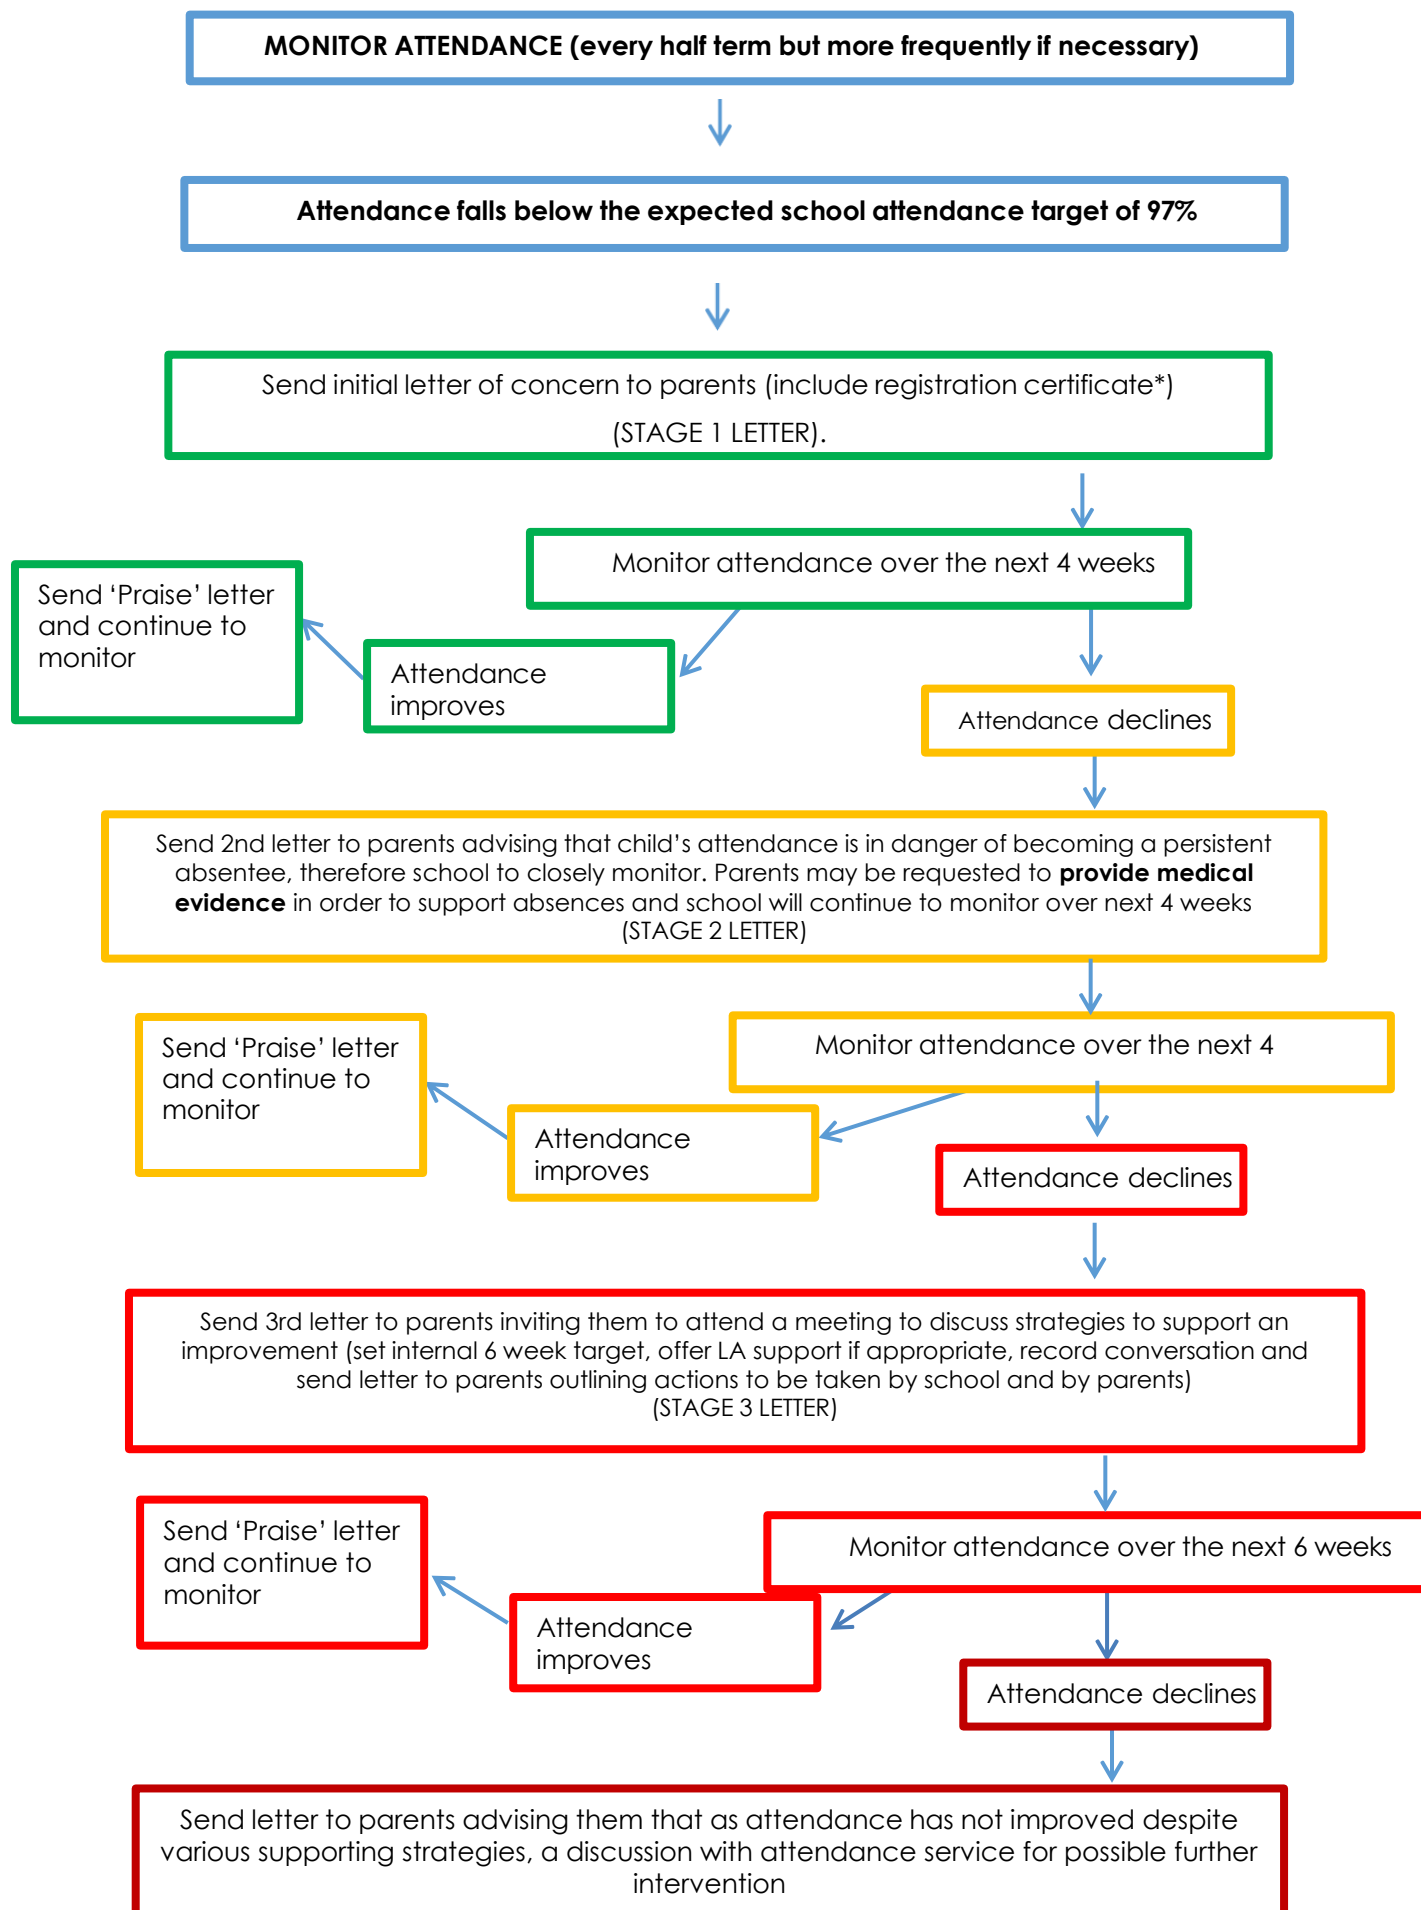 MONITOR ATTENDANCE (every half term but more frequently if necessary)
Attendance falls below the expected school attendance target of 97%
Send initial letter of concern to parents (include registration certificate*)
(STAGE 1 LETTER).
Monitor attendance over the next 4 weeks
Send ‘Praise’ letter
and continue to
monitor
Attendance
improves
Attendance declines
Send 2nd letter to parents advising that child’s attendance is in danger of becoming a persistent
absentee, therefore school to closely monitor. Parents may be requested to provide medical
evidence in order to support absences and school will continue to monitor over next 4 weeks
(STAGE 2 LETTER)
Monitor attendance over the next 4
Send ‘Praise’ letter
and continue to
monitor
Attendance
improves
Attendance declines
Send 3rd letter to parents inviting them to attend a meeting to discuss strategies to support an
improvement (set internal 6 week target, offer LA support if appropriate, record conversation and
send letter to parents outlining actions to be taken by school and by parents)
(STAGE 3 LETTER)
Monitor attendance over the next 6 weeks
Send ‘Praise’ letter
and continue to
monitor
Attendance
improves
Attendance declines
Send letter to parents advising them that as attendance has not improved despite
various supporting strategies, a discussion with attendance service for possible further
intervention